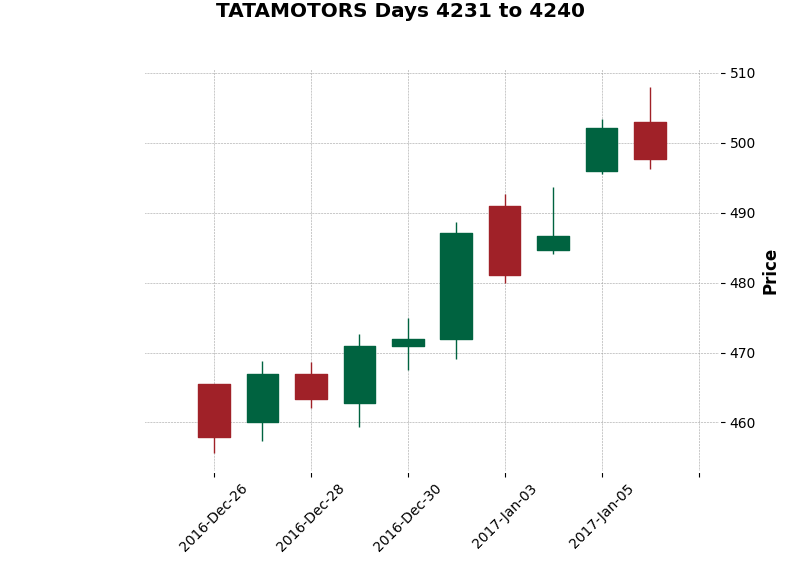 TATAMOTORS Days 4231 to 4240
510
500
490
480
470
460
Price
2016-Dec-26
2016-Dec-28
2016-Dec-30
2017-Jan-03
2017-Jan-05